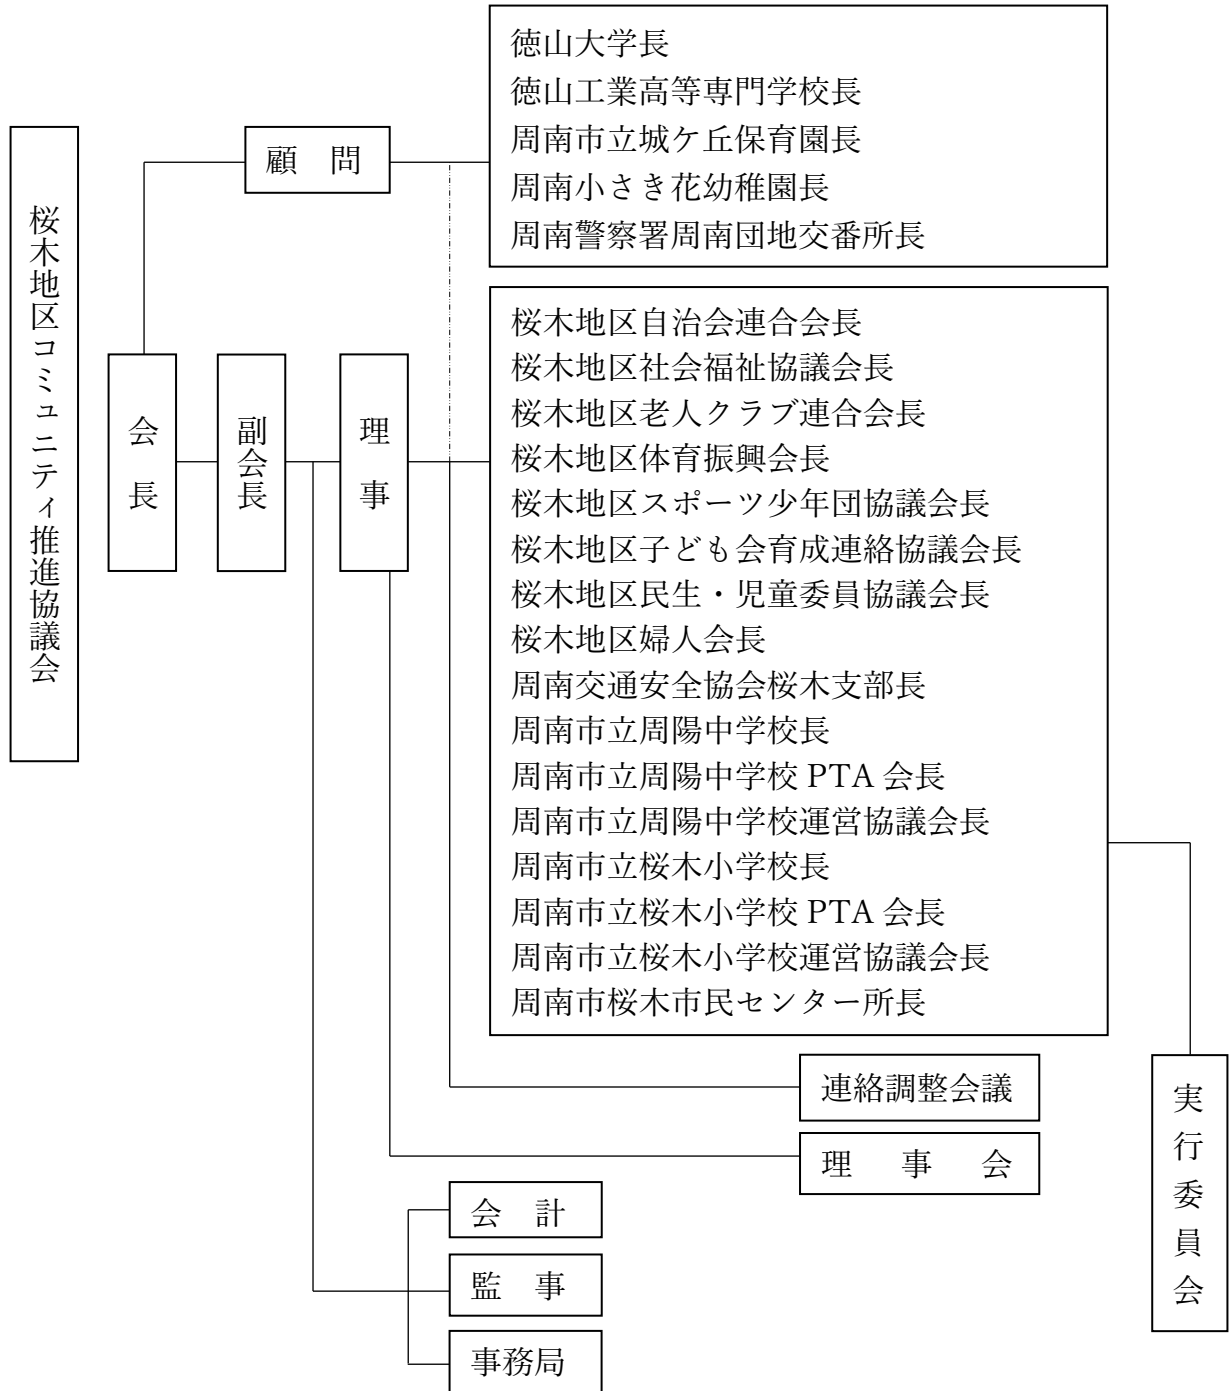 桜木地区コミュニティ推進協議会
顧　問
会長
副会長
理事
徳山大学長
徳山工業高等専門学校長
周南市立城ケ丘保育園長
周南小さき花幼稚園長
周南警察署周南団地交番所長
桜木地区自治会連合会長
桜木地区社会福祉協議会長
桜木地区老人クラブ連合会長
桜木地区体育振興会長
桜木地区スポーツ少年団協議会長
桜木地区子ども会育成連絡協議会長
桜木地区民生・児童委員協議会長
桜木地区婦人会長
周南交通安全協会桜木支部長
周南市立周陽中学校長
周南市立周陽中学校 PTA 会長
周南市立周陽中学校運営協議会長
周南市立桜木小学校長
周南市立桜木小学校 PTA 会長
周南市立桜木小学校運営協議会長
周南市桜木市民センター所長
連絡調整会議
理　事　会
会　計
監　事
事務局
実行委員会